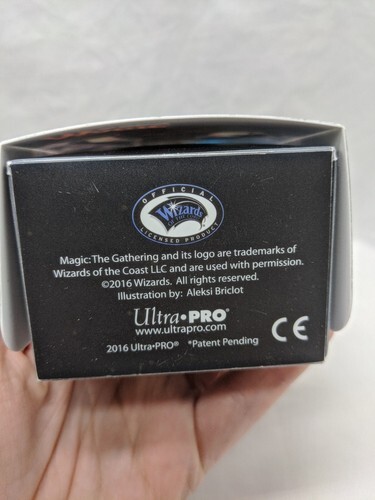 OFFICIAL
Wizards
OF THE COAST
LICENSED PRODUCT
Magic: The Gathering and its logo are trademarks of
Wizards of the Coast LLC and are used with permission.
©2016 Wizards. All rights reserved.
Illustration by: Aleksi Briclot
Ultra•PRO®
www.ultrapro.com
2016 Ultra•PRO® *Patent Pending
CE